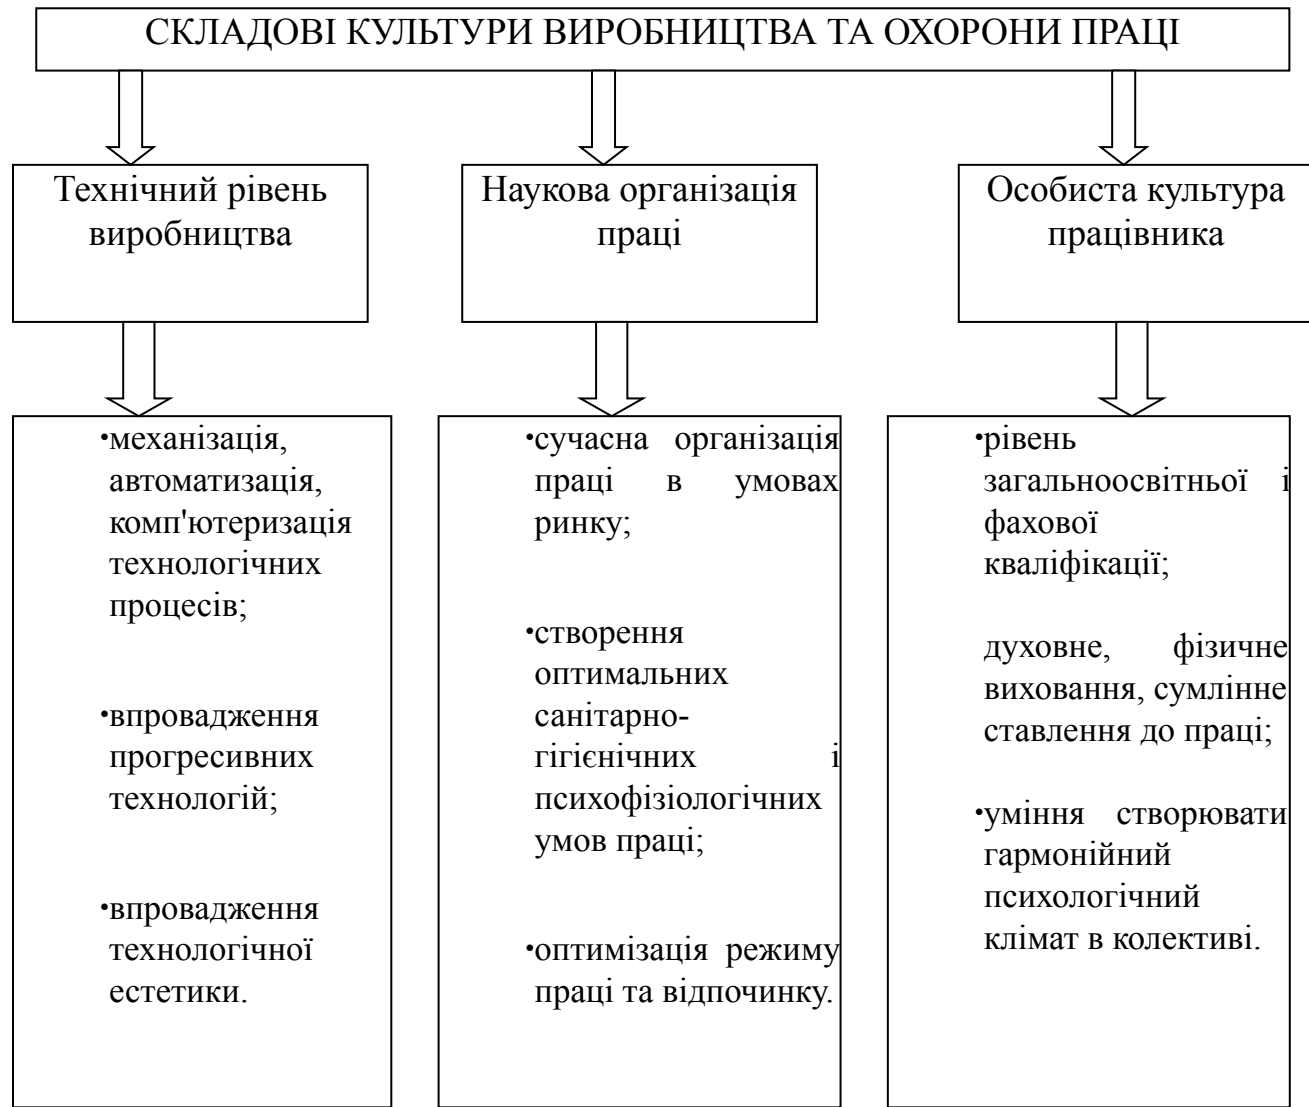 СКЛАДОВІ КУЛЬТУРИ ВИРОБНИЦТВА ТА ОХОРОНИ ПРАЦІ
Технічний рівень
виробництва
Наукова організація
праці
Особиста культура
працівника
•механізація,
автоматизація,
комп'ютеризація
технологічних
процесів;
•впровадження
прогресивних
технологій;
•впровадження
технологічної
естетики.
•сучасна організація
праці в умовах
ринку;
•створення
оптимальних
санітарно-
гігієнічних і
психофізіологічних
умов праці;
•оптимізація режиму
праці та відпочинку.
•рівень
загальноосвітньої і
фахової
кваліфікації;
духовне, фізичне
виховання, сумлінне
ставлення до праці;
•уміння створювати
гармонійний
психологічний
клімат в колективі.